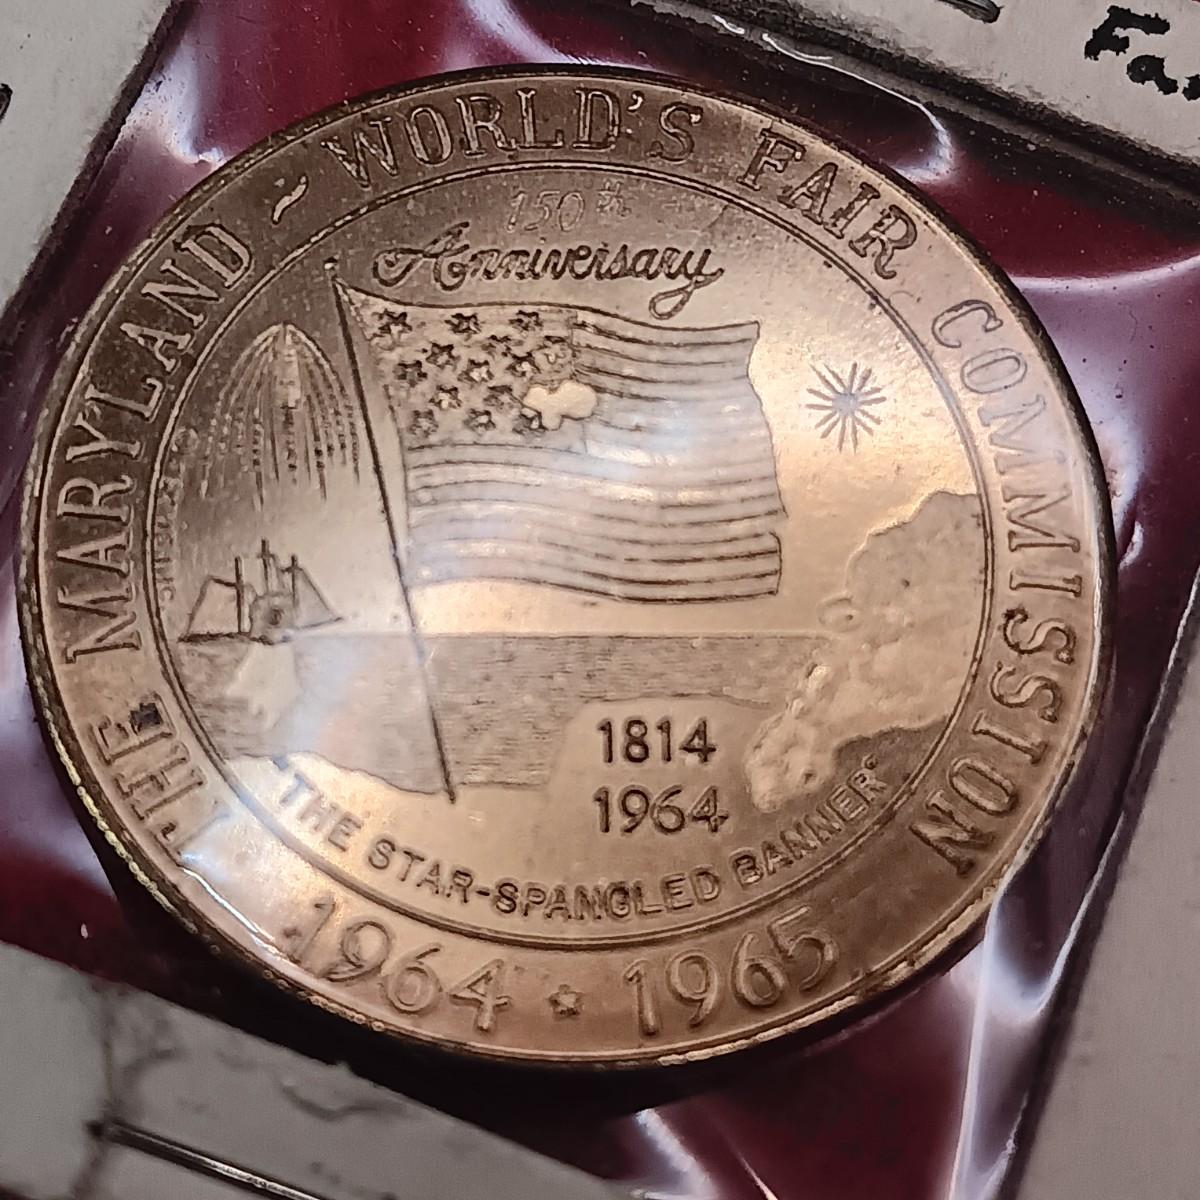 THE MARYLAND ~ WORLD'S FAIR COMMISSION
150th
Anniversary
1814
1964
THE STAR-SPANGLED BANNER"
1964 ★ 1965